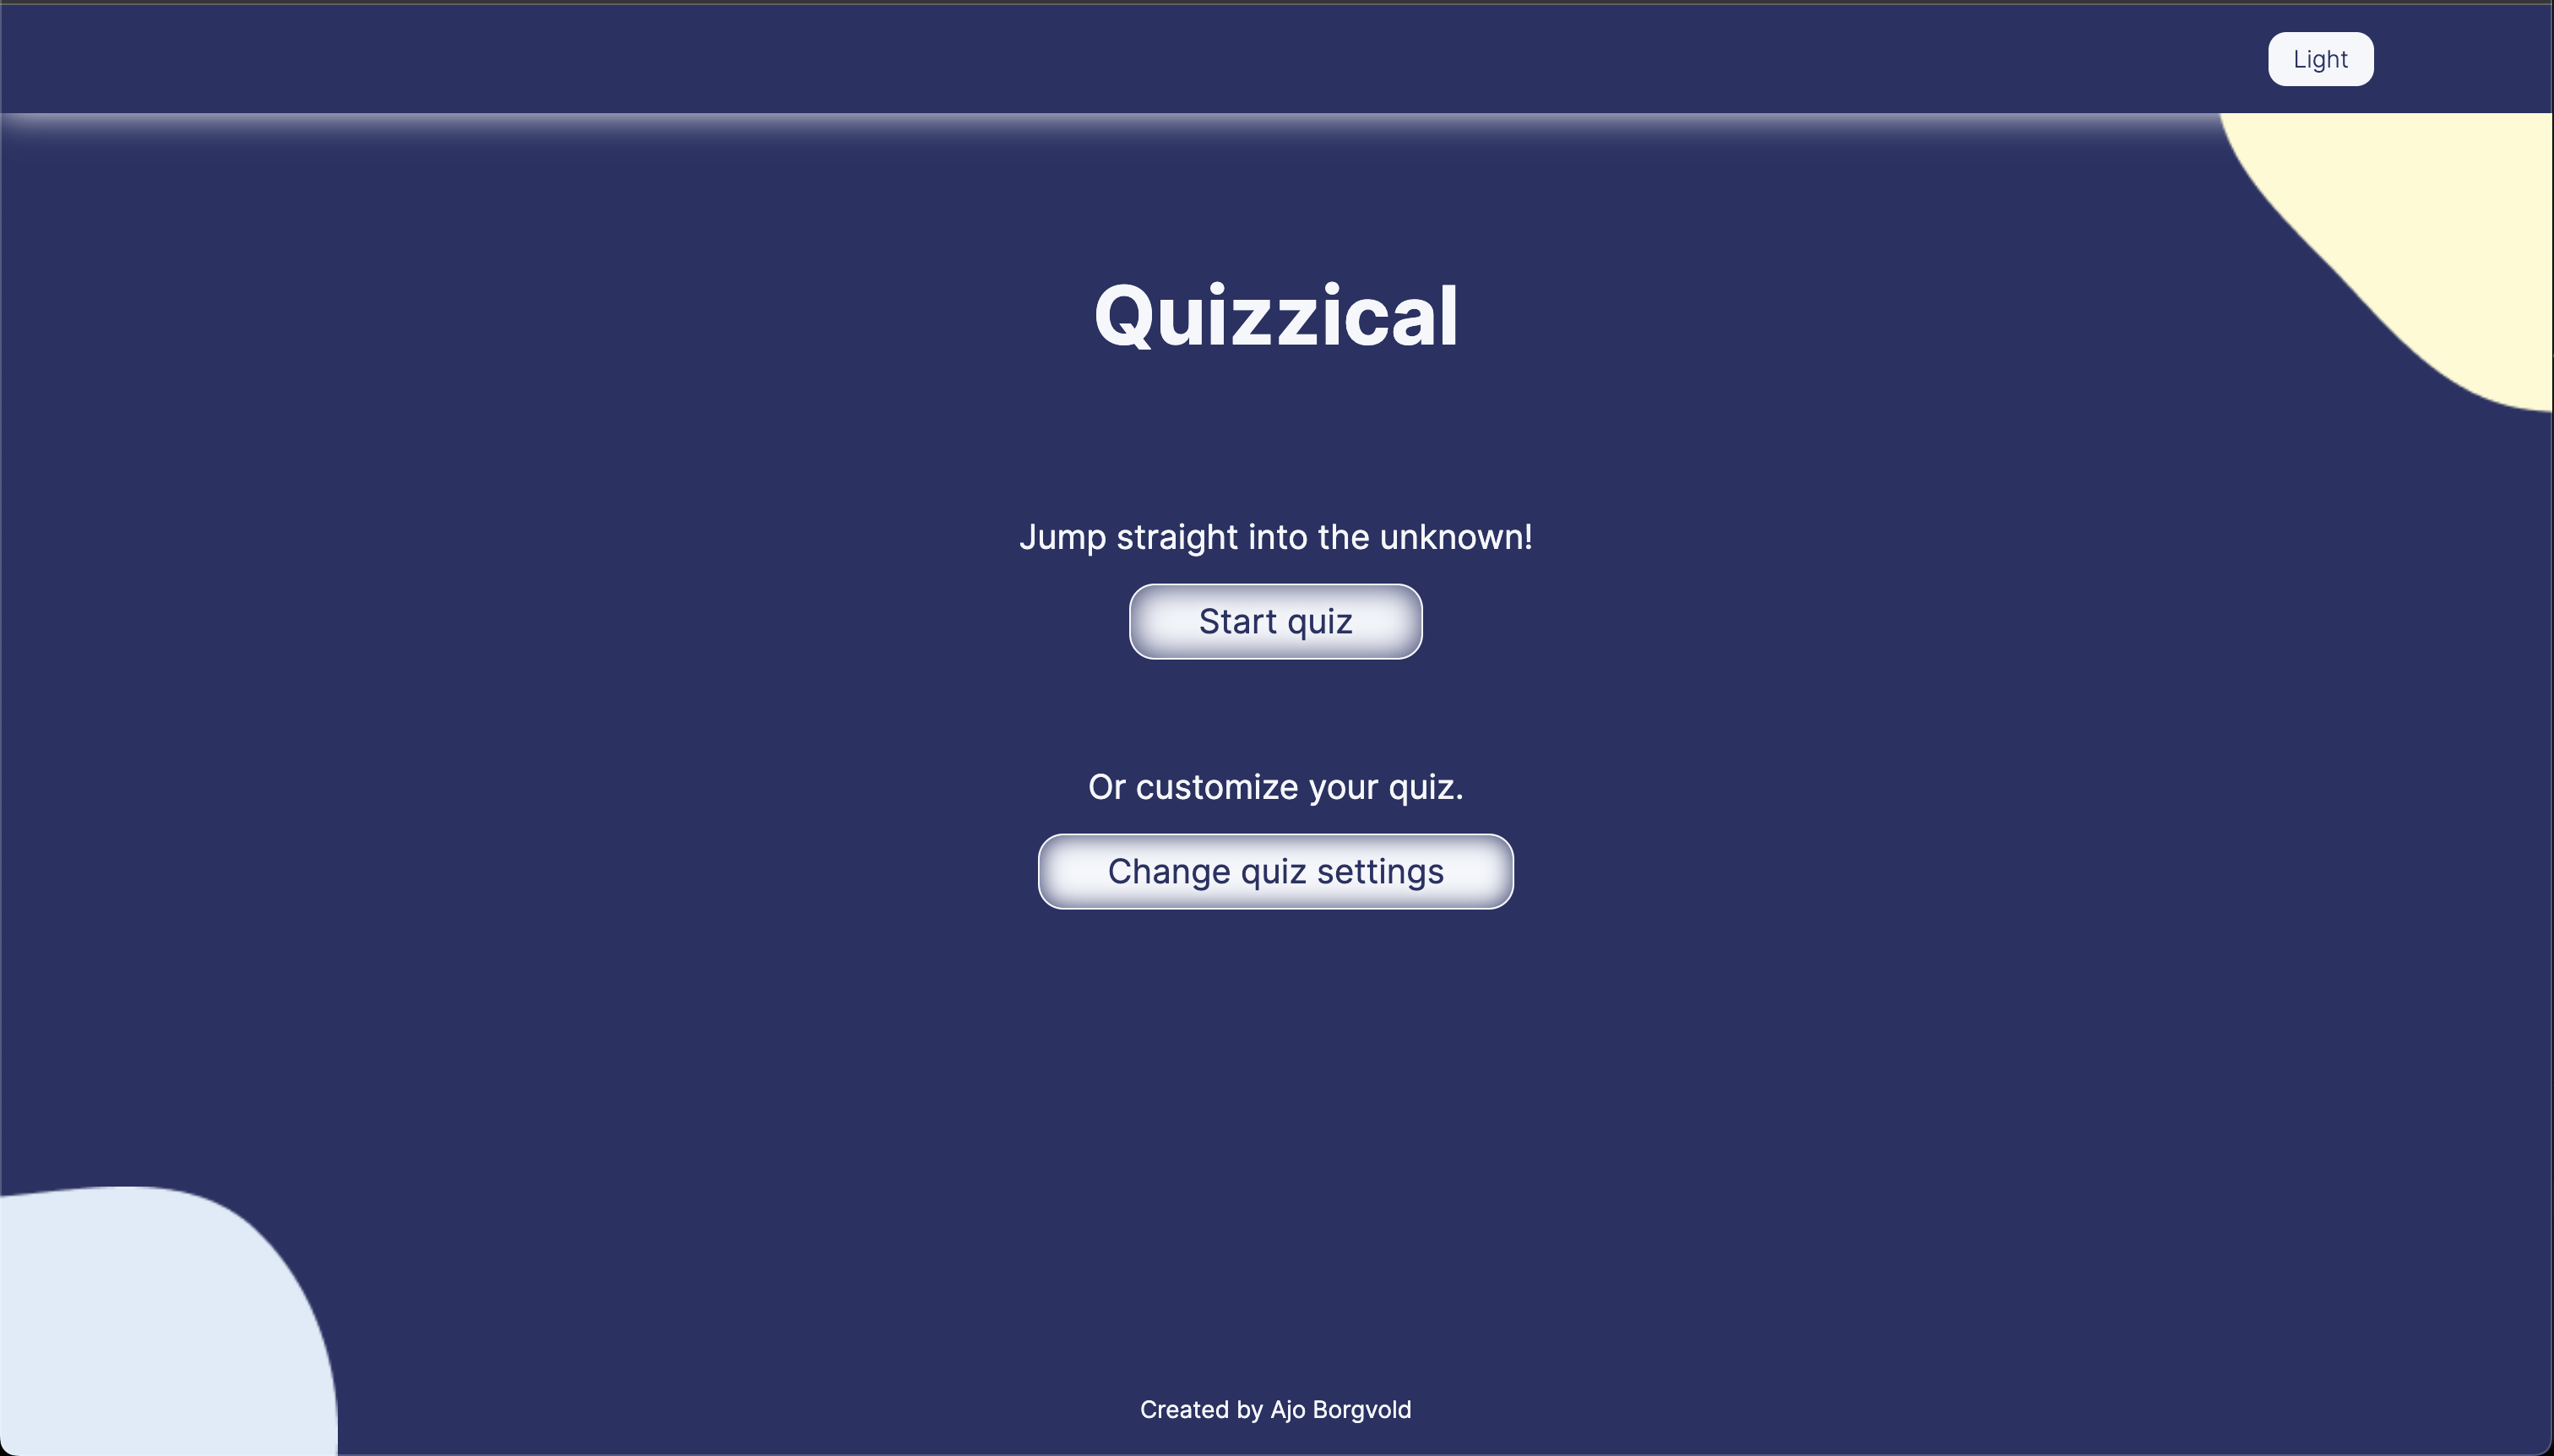 Light
Quizzical
Jump straight into the unknown!
Start quiz
Or customize your quiz.
Change quiz settings
Created by Ajo Borgvold